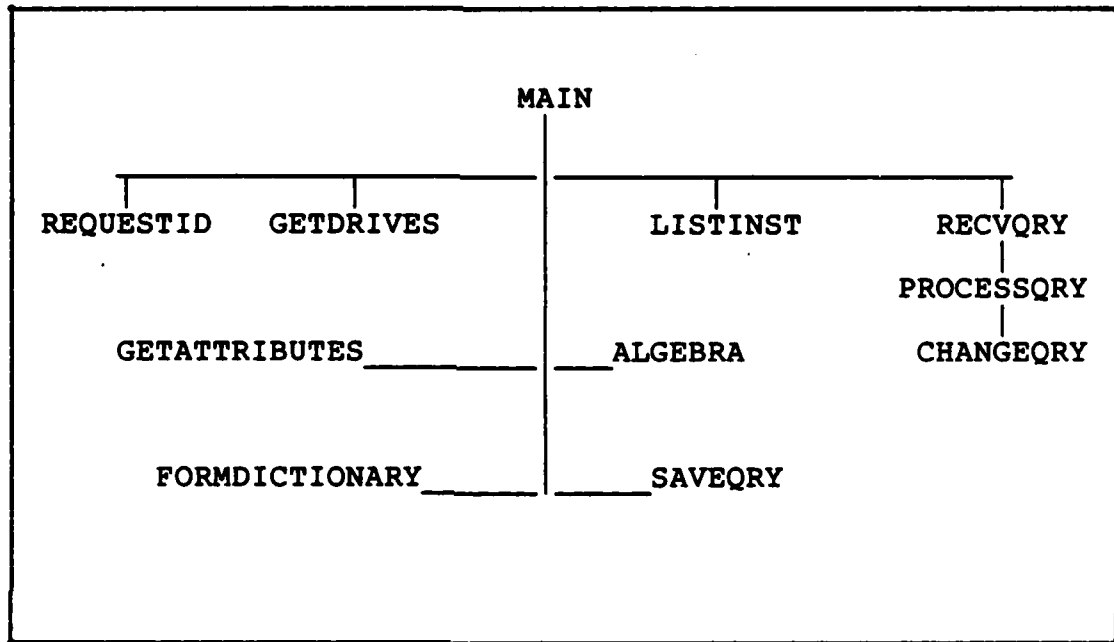 MAIN
REQUESTID GETDRIVES LISTINST RECVQRY
PROCESSQRY
GETATTRIBUTES ALGEBRA CHANGEQRY
FORMDICTIONARY SAVEQRY